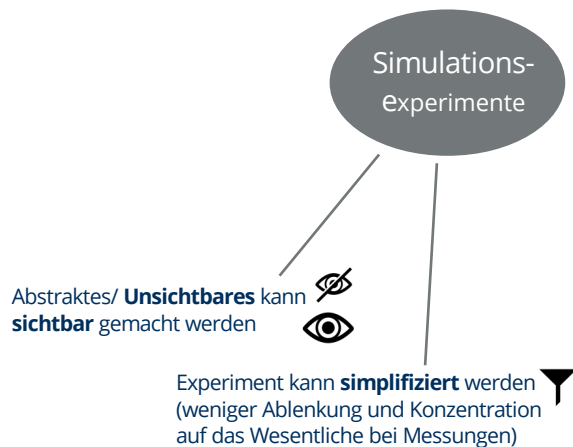 Simulations-
experimente
Abstraktes/ Unsichtbares kann
sichtbar gemacht werden
Experiment kann simplifiziert werden
(weniger Ablenkung und Konzentration
auf das Wesentliche bei Messungen)